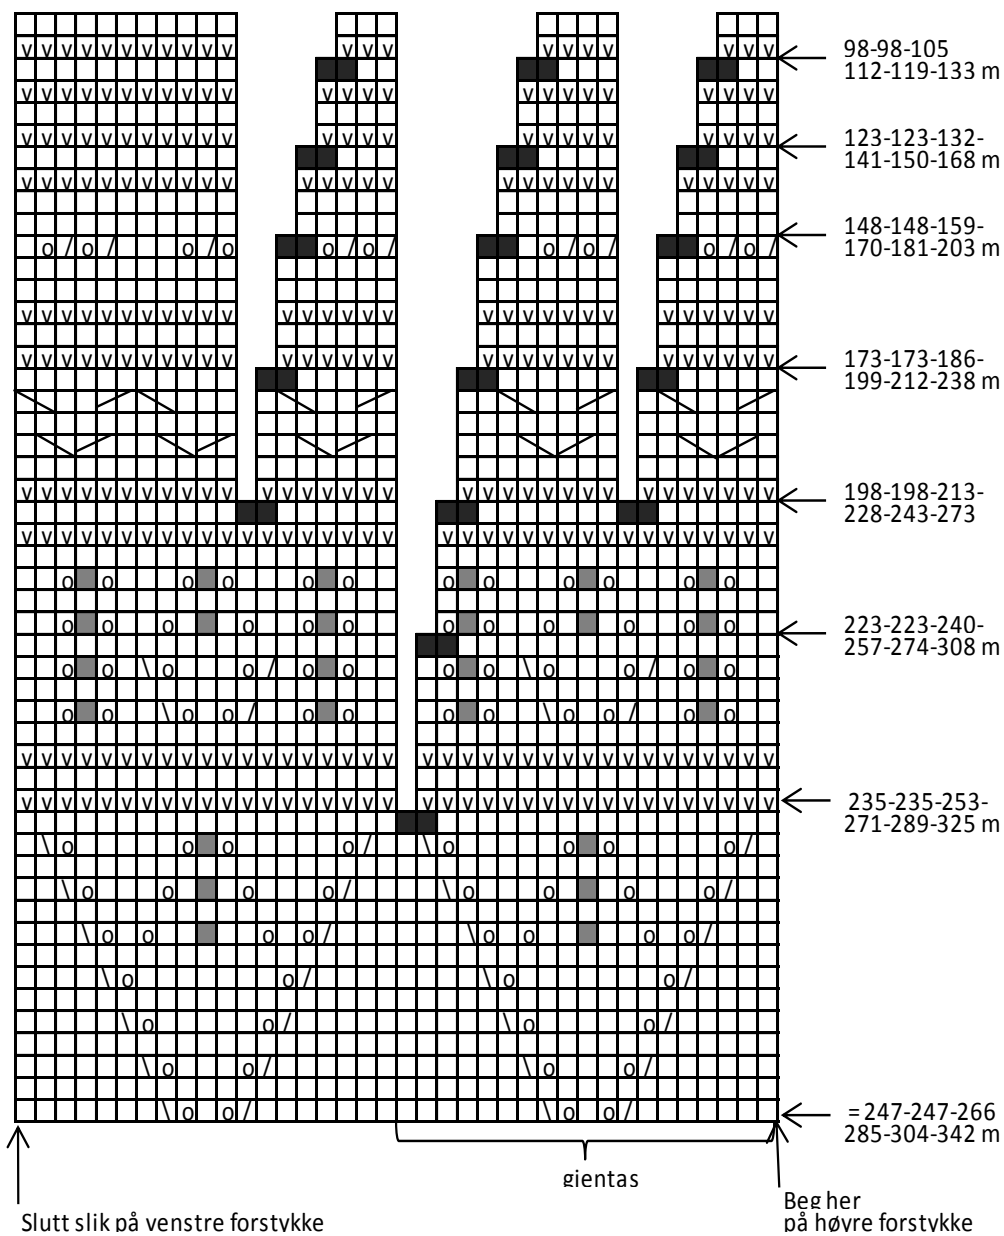 98-98-105
112-119-133 m
123-123-132-
141-150-168 m
148-148-159-
170-181-203 m
173-173-186-
199-212-238 m
198-198-213-
228-243-273
223-223-240-
257-274-308 m
235-235-253-
271-289-325 m
=247-247-266
285-304-342 m
gjentas
Beg her
på høyre forstykke
Slutt slik på venstre forstykke